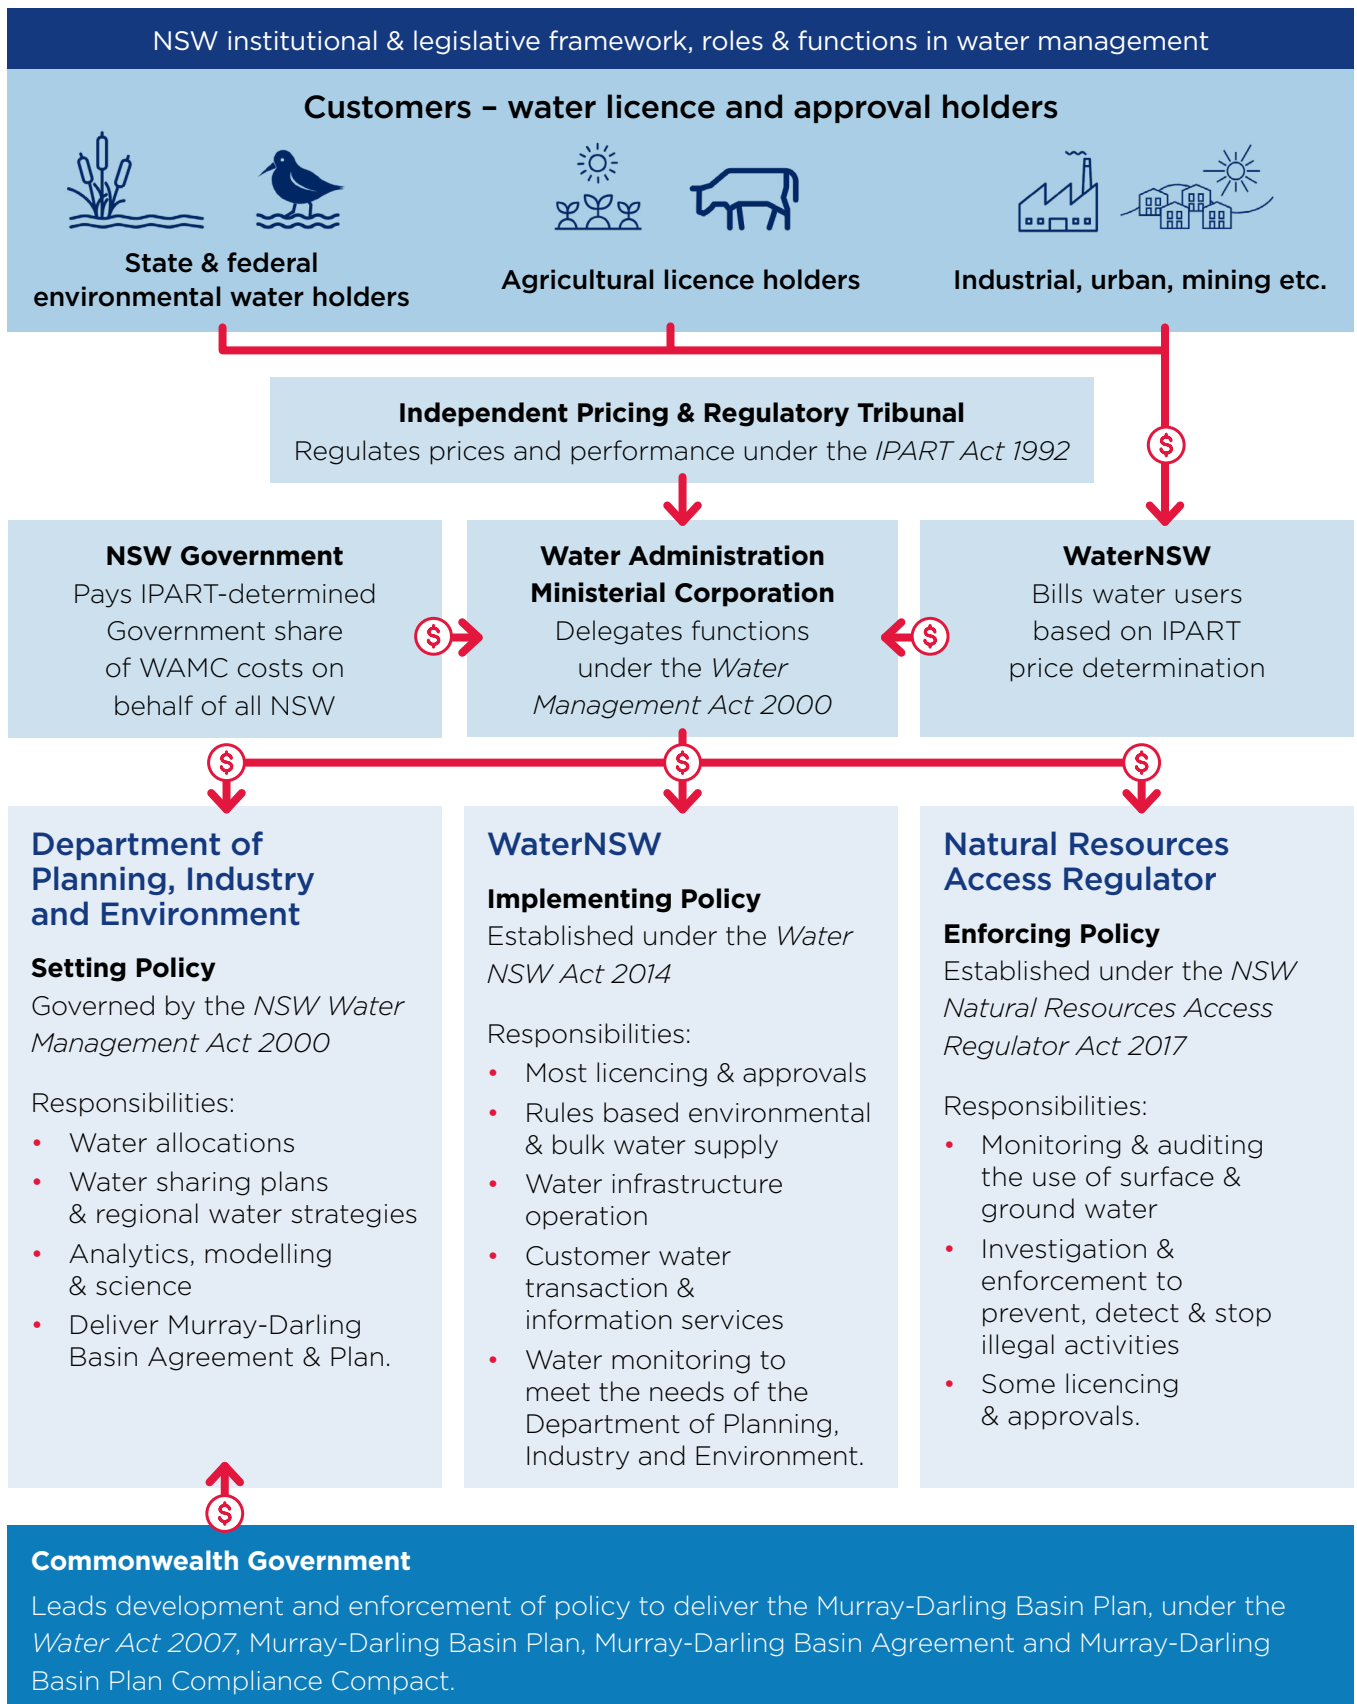 NSW institutional & legislative framework, roles & functions in water management
Customers – water licence and approval holders
State & federal
environmental water holders
Agricultural licence holders
Industrial, urban, mining etc.
Independent Pricing & Regulatory Tribunal
Regulates prices and performance under the IPART Act 1992
$
NSW Government
Pays IPART-determined
Government share
of WAMC costs on
behalf of all NSW
$
Water Administration
Ministerial Corporation
Delegates functions
under the Water
Management Act 2000
$
WaterNSW
Bills water users
based on IPART
price determination
$
$
$
Department of
Planning, Industry
and Environment
Setting Policy
Governed by the NSW Water
Management Act 2000
Responsibilities:
• Water allocations
• Water sharing plans
& regional water strategies
• Analytics, modelling
& science
• Deliver Murray-Darling
Basin Agreement & Plan.
WaterNSW
Implementing Policy
Established under the Water
NSW Act 2014
Responsibilities:
• Most licencing & approvals
• Rules based environmental
& bulk water supply
• Water infrastructure
operation
• Customer water
transaction &
information services
• Water monitoring to
meet the needs of the
Department of Planning,
Industry and Environment.
Natural Resources
Access Regulator
Enforcing Policy
Established under the NSW
Natural Resources Access
Regulator Act 2017
Responsibilities:
• Monitoring & auditing
the use of surface &
ground water
• Investigation &
enforcement to
prevent, detect & stop
illegal activities
• Some licencing
& approvals.
$
Commonwealth Government
Leads development and enforcement of policy to deliver the Murray-Darling Basin Plan, under the
Water Act 2007, Murray-Darling Basin Plan, Murray-Darling Basin Agreement and Murray-Darling
Basin Plan Compliance Compact.